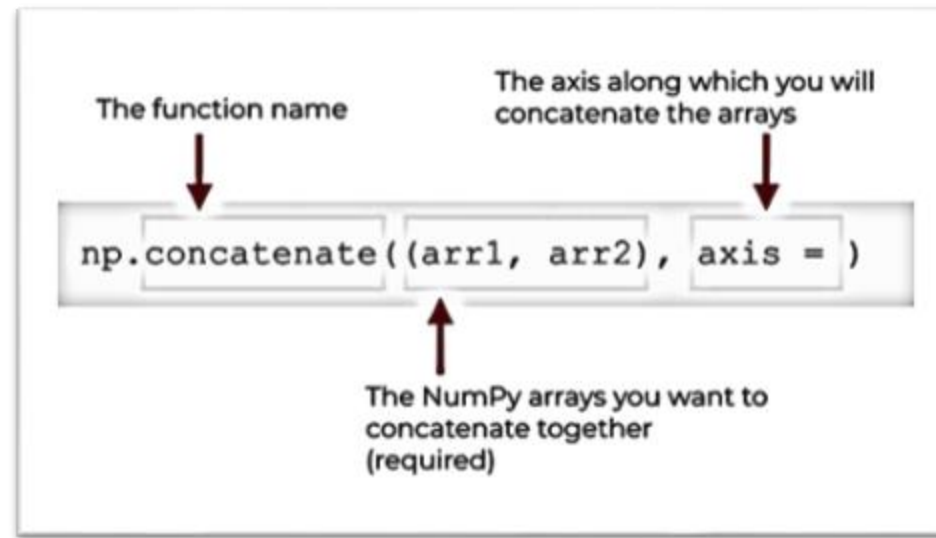 The function name
The axis along which you will
concatenate the arrays
np.concatenate((arr1, arr2), axis = )
The NumPy arrays you want to
concatenate together
(required)